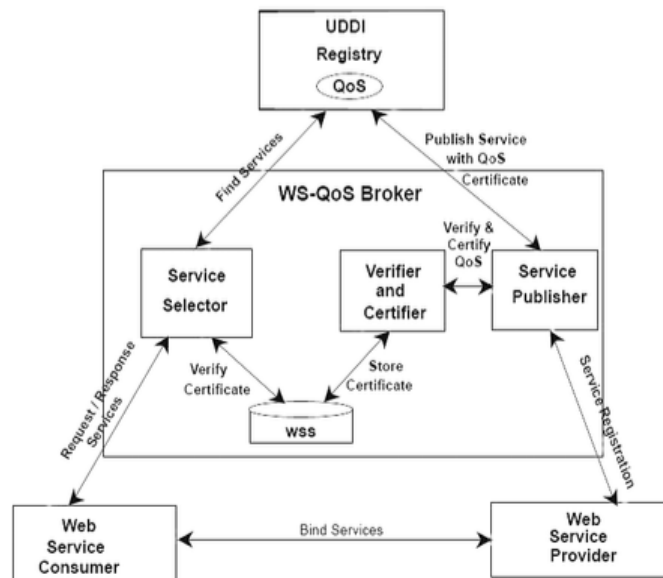 UDDI
Registry
QoS
Find Services
Publish Service
with QoS
Certificate
WS-QoS Broker
Verify &
Certify
QoS
Service
Selector
Verifier
and
Certifier
Service
Publisher
Request / Response
Services
Verify
Certificate
Store
Certificate
wss
Service Registration
Web
Service
Consumer
Bind Services
Web
Service
Provider